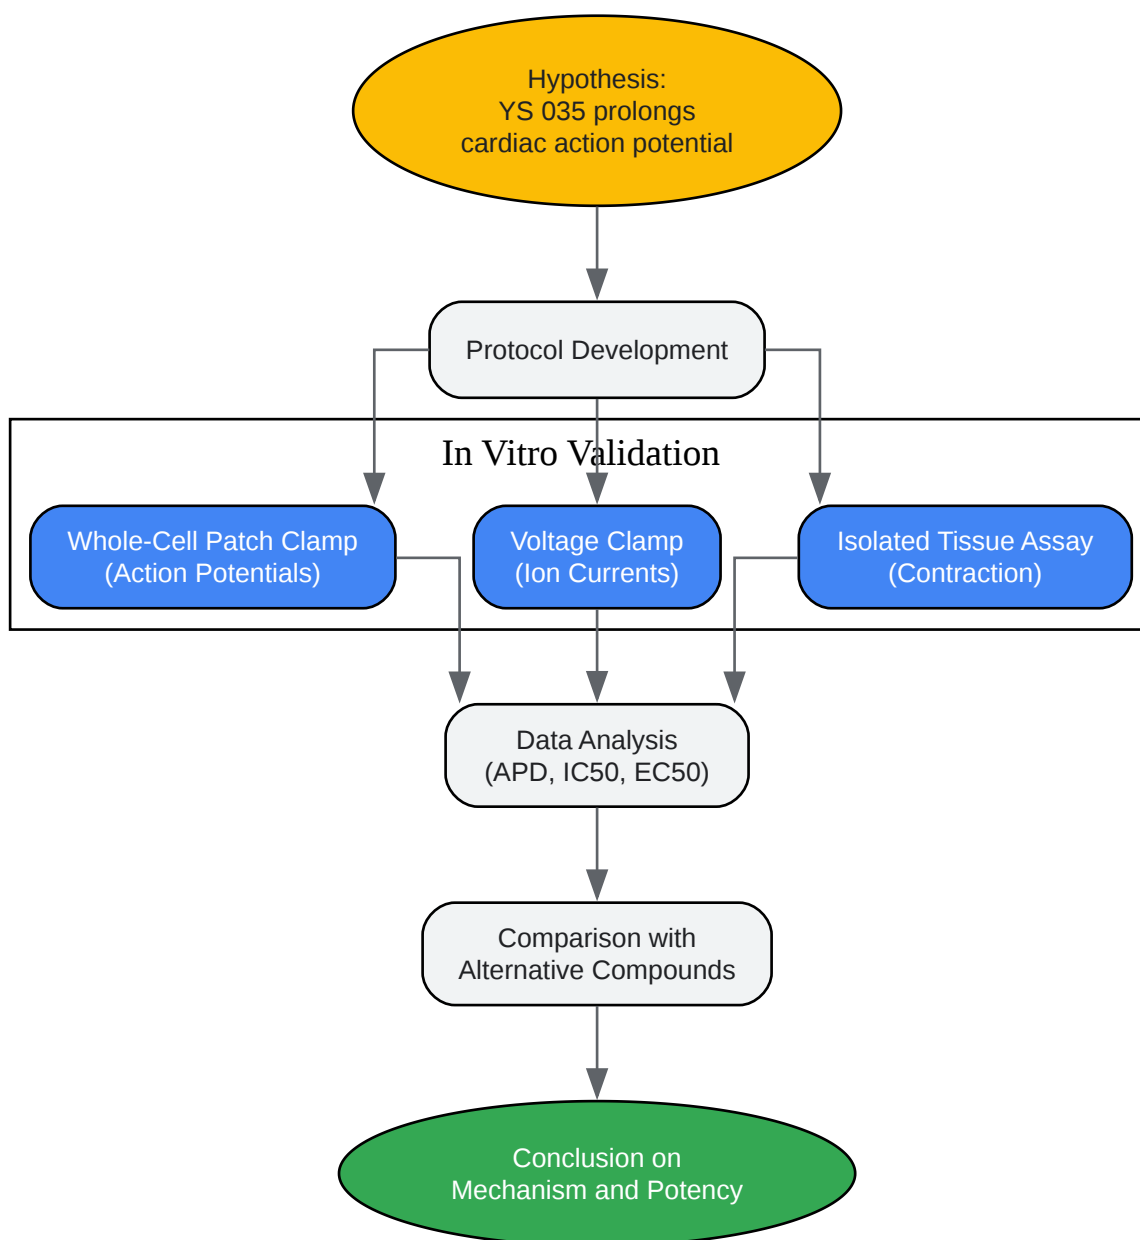 Hypothesis:
YS 035 prolongs
cardiac action potential
Protocol Development
In Vitro Validation
Whole-Cell Patch Clamp
(Action Potentials)
Voltage Clamp
(Ion Currents)
Isolated Tissue Assay
(Contraction)
Data Analysis
(APD, IC50, EC50)
Comparison with
Alternative Compounds
Conclusion on
Mechanism and Potency